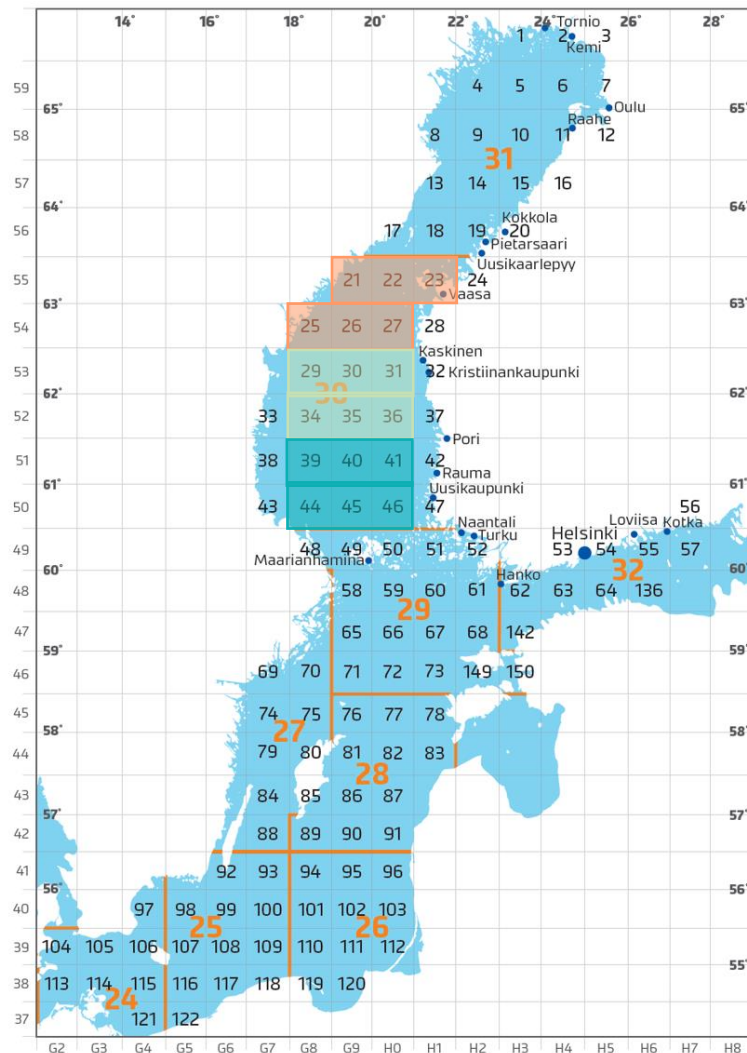 14° 15° 16° 17° 18° 20° 22° 24° 26° 28°
Tornio
1 2 3
Kemi
59 4 5 6 7
65° 65°
Oulu
Raahe
58 8 9 10 11 12
31
57 13 14 15 16
64° 64°
Kokkola
56 17 18 19 20
Pietarsaari
Uusikaarlepyy
55 21 22 23 24
Vaasa
63° 63°
54 25 26 27 28
Kaskinen
53 29 30 31 32 Kristiinankaupunki
30
62° 62°
52 33 34 35 36 37
Pori
51 38 39 40 41 42
Rauma
61° 61°
Uusikaupunki
50 43 44 45 46 47 56
Naantali Loviisa Kotka
Turku Helsinki
49 48 49 50 51 52 53 54 55 57
Maarianhamina
60° 32 60°
Hanko
48 58 59 60 61 62 63 64 65 136
29
47 65 66 67 68 142
59° 59°
46 69 70 71 72 73 149 150
45 74 75 76 77 78
58° 27 58°
44 79 80 81 82 83
28
43 84 85 86 87
57° 57°
42 88 89 90 91
41 92 93 94 95 96
56° 56°
40 97 98 99 100 101 102 103
25 26
39 104 105 106 107 108 109 110 111 112
55°
38 113 114 115 116 117 118 119 120
24
37 121 122
G2 G3 G4 G5 G6 G7 G8 G9 H0 H1 H2 H3 H4 H5 H6 H7 H8